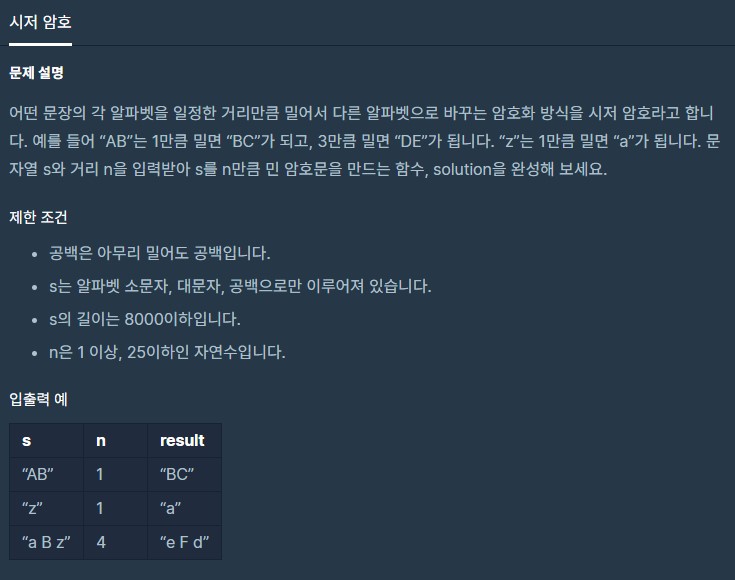 시저 암호
문제 설명
어떤 문장의 각 알파벳을 일정한 거리만큼 밀어서 다른 알파벳으로 바꾸는 암호화 방식을 시저 암호라고 합니
다. 예를 들어 “AB”는 1만큼 밀면 “BC”가 되고, 3만큼 밀면 “DE”가 됩니다. “z”는 1만큼 밀면 “a”가 됩니다. 문
자열 s와 거리 n을 입력받아 s를 n만큼 민 암호문을 만드는 함수, solution을 완성해 보세요.
제한 조건
• 공백은 아무리 밀어도 공백입니다.
• s는 알파벳 소문자, 대문자, 공백으로만 이루어져 있습니다.
• s의 길이는 8000이하입니다.
• n은 1 이상, 25이하인 자연수입니다.
입출력 예
s n result
“AB” 1 “BC”
“z” 1 “a”
“a B z” 4 “e F d”